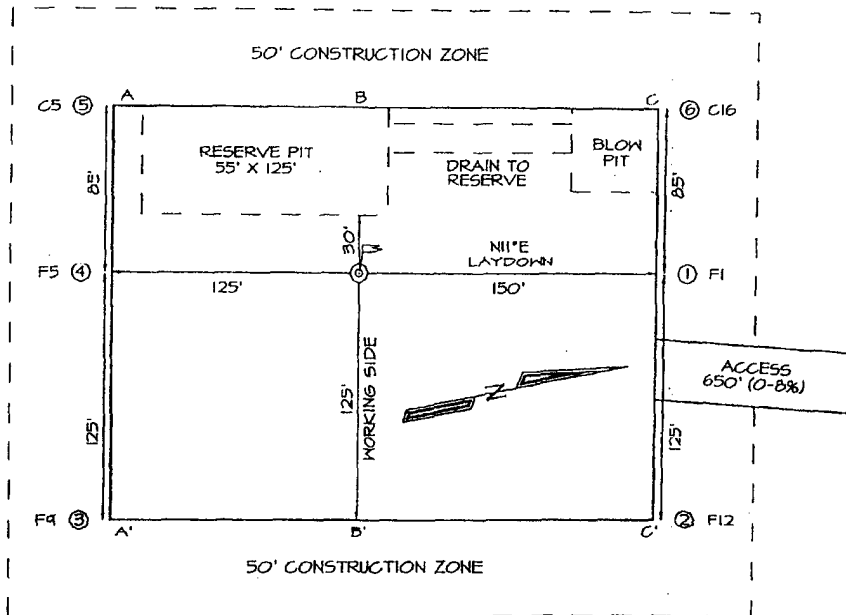 50' CONSTRUCTION ZONE
A B C
C5 ⑤ ⑥ C16
RESERVE PIT
55' X 125'
DRAIN TO
RESERVE
BLOW
PIT
85'
85'
30'
N11°E
LAYDOWN
F5 ④ ① F1
125' 150'
WORKING SIDE
125'
N
ACCESS
650' (0-8%)
125'
125'
F9 ③ ② F12
A' B' C'
50' CONSTRUCTION ZONE